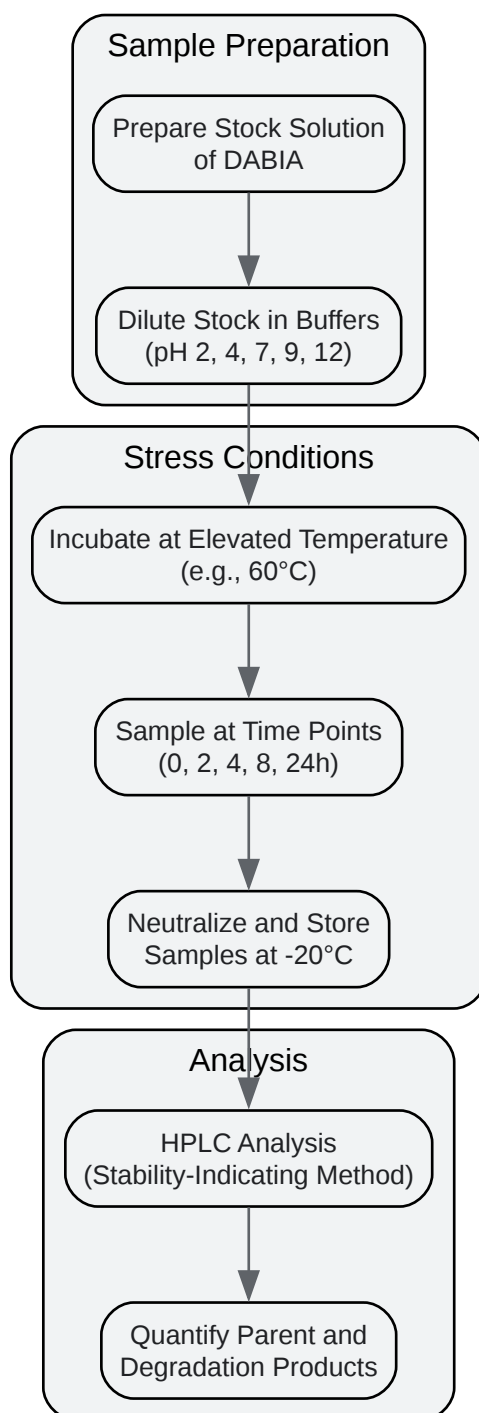 Sample Preparation
Prepare Stock Solution
of DABIA
Dilute Stock in Buffers
(pH 2, 4, 7, 9, 12)
Stress Conditions
Incubate at Elevated Temperature
(e.g., 60°C)
Sample at Time Points
(0, 2, 4, 8, 24h)
Neutralize and Store
Samples at -20°C
Analysis
HPLC Analysis
(Stability-Indicating Method)
Quantify Parent and
Degradation Products